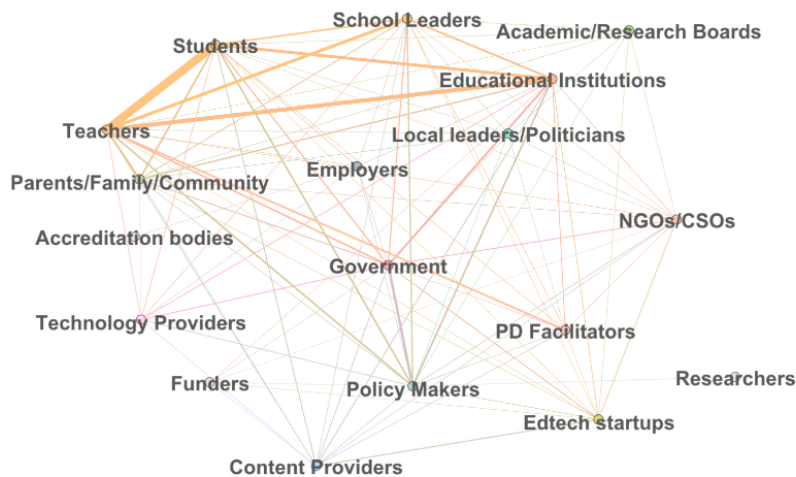 School Leaders
Academic/Research Boards
Students
Educational Institutions
Teachers
Local leaders/Politicians
Employers
Parents/Family/Community
NGOs/CSOs
Accreditation bodies
Government
Technology Providers
PD Facilitators
Funders
Policy Makers
Researchers
Edtech startups
Content Providers